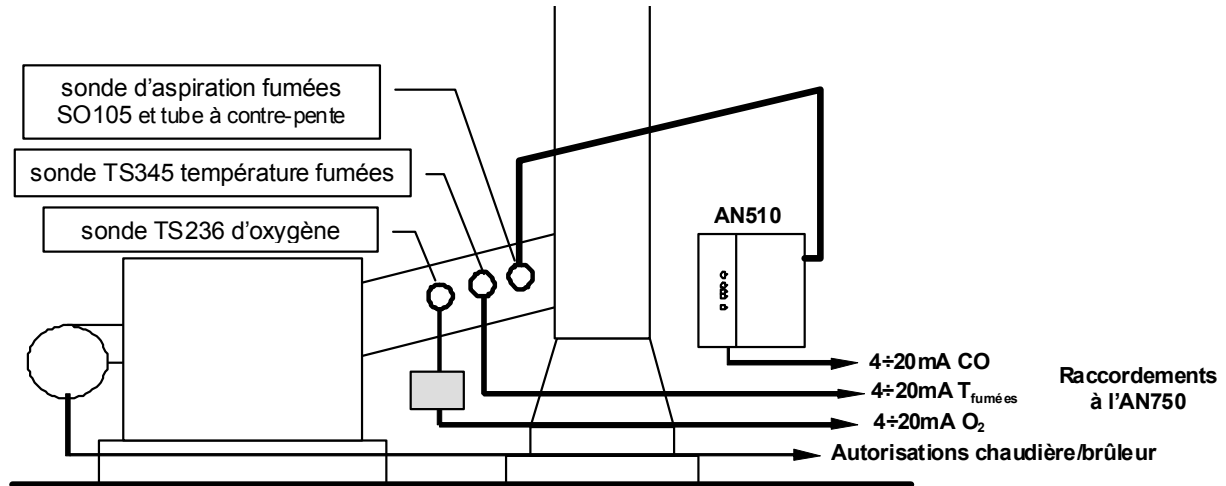 sonde d'aspiration fumées
SO105 et tube à contre-pente
sonde TS345 température fumées
sonde TS236 d'oxygène
AN510
4÷20mA CO
4÷20mA Tfumées
4÷20mA O₂
Autorisations chaudière/brûleur
Raccordements
à l'AN750